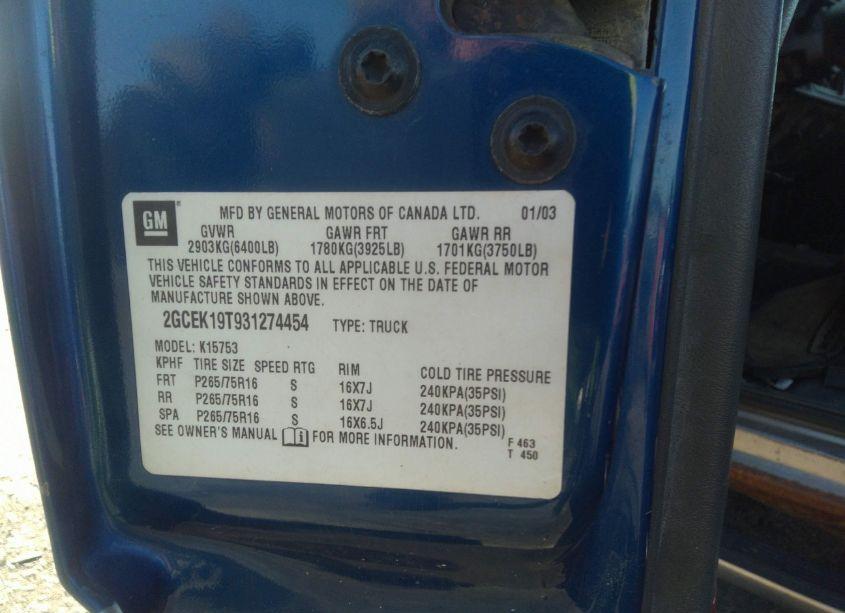 GM® MFD BY GENERAL MOTORS OF CANADA LTD. 01/03
GVWR GAWR FRT GAWR RR
2903KG(6400LB) 1780KG(3925LB) 1701KG(3750LB)
THIS VEHICLE CONFORMS TO ALL APPLICABLE U.S. FEDERAL MOTOR
VEHICLE SAFETY STANDARDS IN EFFECT ON THE DATE OF
MANUFACTURE SHOWN ABOVE.
2GCEK19T931274454 TYPE: TRUCK
MODEL: K15753
KPHF TIRE SIZE SPEED RTG RIM COLD TIRE PRESSURE
FRT P265/75R16 S 16X7J 240KPA(35PSI)
RR P265/75R16 S 16X7J 240KPA(35PSI)
SPA P265/75R16 S 16X6.5J 240KPA(35PSI)
SEE OWNER'S MANUAL i FOR MORE INFORMATION. F 463
T 450